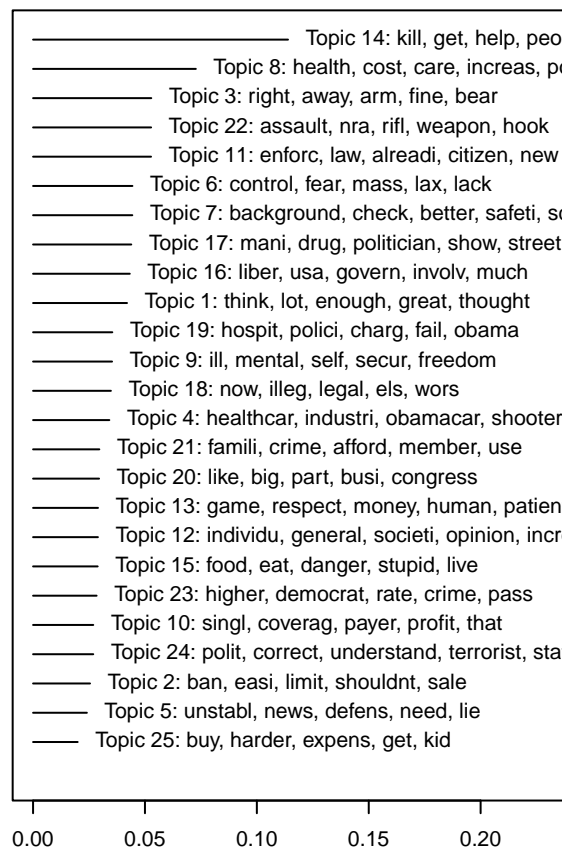 Topic 14: kill, get, help, peo
Topic 8: health, cost, care, increas, po
Topic 3: right, away, arm, fine, bear
Topic 22: assault, nra, rifl, weapon, hook
Topic 11: enforc, law, alreadi, citizen, new
Topic 6: control, fear, mass, lax, lack
Topic 7: background, check, better, safeti, sc
Topic 17: mani, drug, politician, show, street
Topic 16: liber, usa, govern, involv, much
Topic 1: think, lot, enough, great, thought
Topic 19: hospit, polici, charg, fail, obama
Topic 9: ill, mental, self, secur, freedom
Topic 18: now, illeg, legal, els, wors
Topic 4: healthcar, industri, obamacar, shooter
Topic 21: famili, crime, afford, member, use
Topic 20: like, big, part, busi, congress
Topic 13: game, respect, money, human, patien
Topic 12: individu, general, societi, opinion, incre
Topic 15: food, eat, danger, stupid, live
Topic 23: higher, democrat, rate, crime, pass
Topic 10: singl, coverag, payer, profit, that
Topic 24: polit, correct, understand, terrorist, sta
Topic 2: ban, easi, limit, shouldnt, sale
Topic 5: unstabl, news, defens, need, lie
Topic 25: buy, harder, expens, get, kid
0.00 0.05 0.10 0.15 0.20